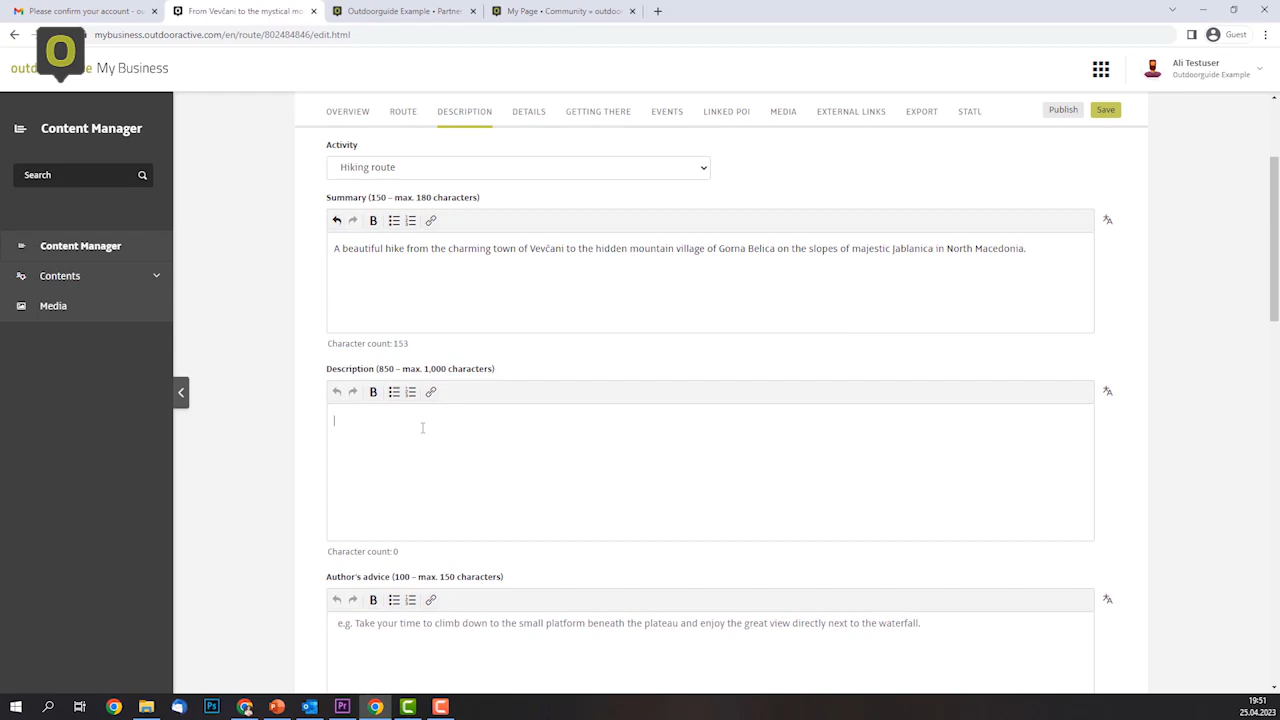 Please confirm your account - ou
From Vevčani to the mystical mo
Outdoorguide Example • Partner
My Page • Community » outdoo
mybusiness.outdooractive.com/en/route/802484846/edit.html
Guest
O
My Business
Ali Testuser
Outdoorguide Example
Content Manager
Search
Content Manager
Contents
Media
OVERVIEW ROUTE DESCRIPTION DETAILS GETTING THERE EVENTS LINKED POI MEDIA EXTERNAL LINKS EXPORT STATI
Publish Save
Activity
Hiking route
Summary (150 – max. 180 characters)
B
A beautiful hike from the charming town of Vevčani to the hidden mountain village of Gorna Belica on the slopes of majestic Jablanica in North Macedonia.
Character count: 153
Description (850 – max. 1,000 characters)
B
Character count: 0
Author's advice (100 – max. 150 characters)
B
e.g. Take your time to climb down to the small platform beneath the plateau and enjoy the great view directly next to the waterfall.
Ps
Pr
C
C
19:51
25.04.2023